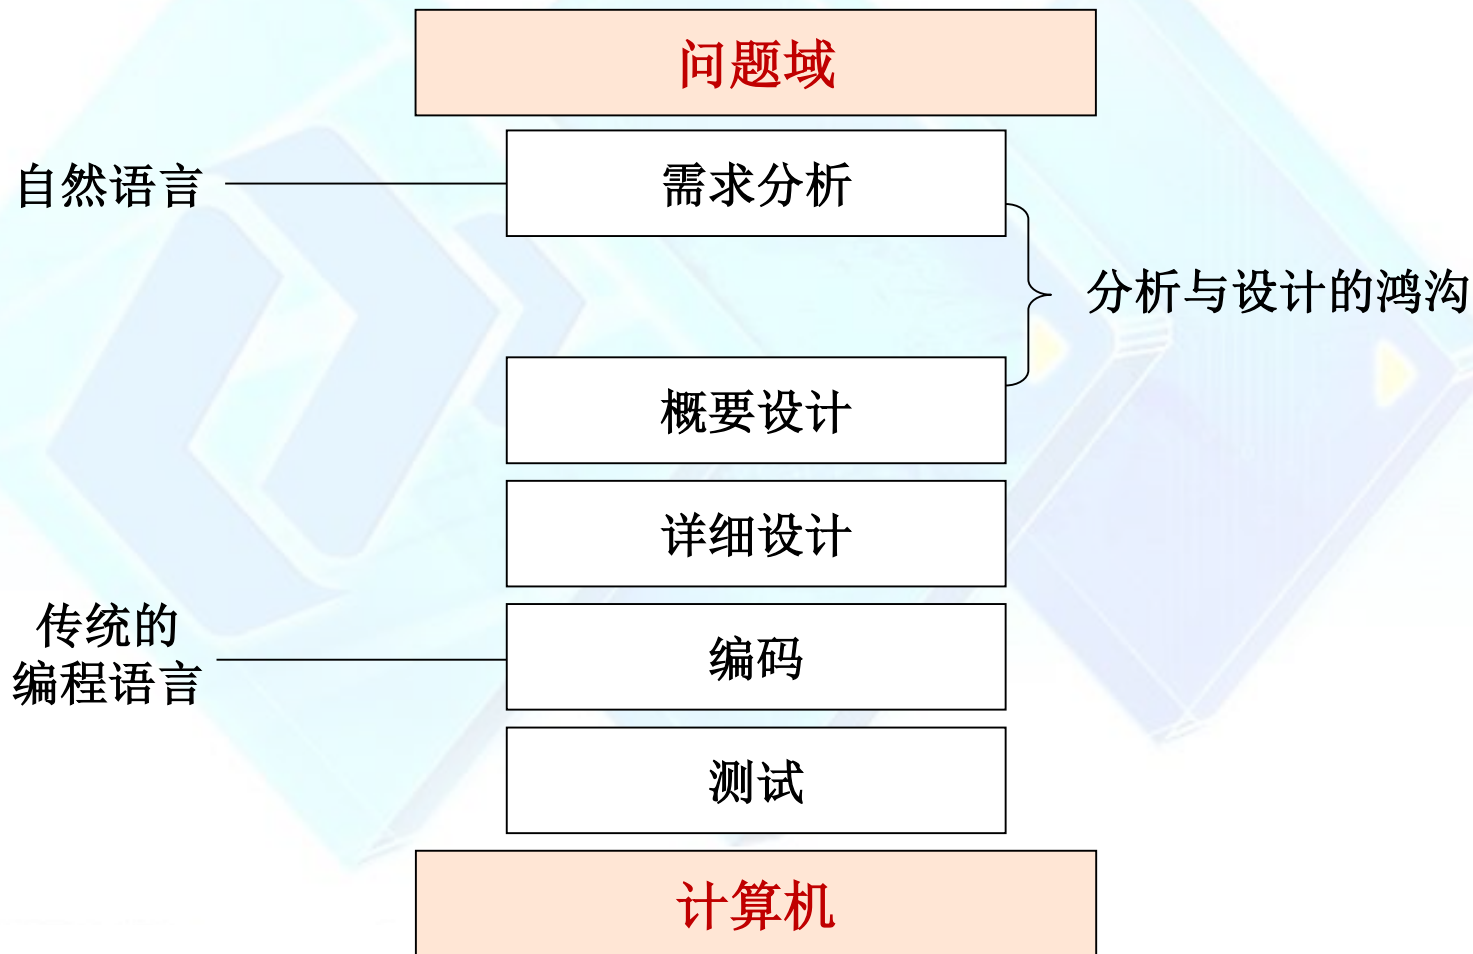 问题域
自然语言
需求分析
分析与设计的鸿沟
概要设计
详细设计
传统的
编程语言
编码
测试
计算机